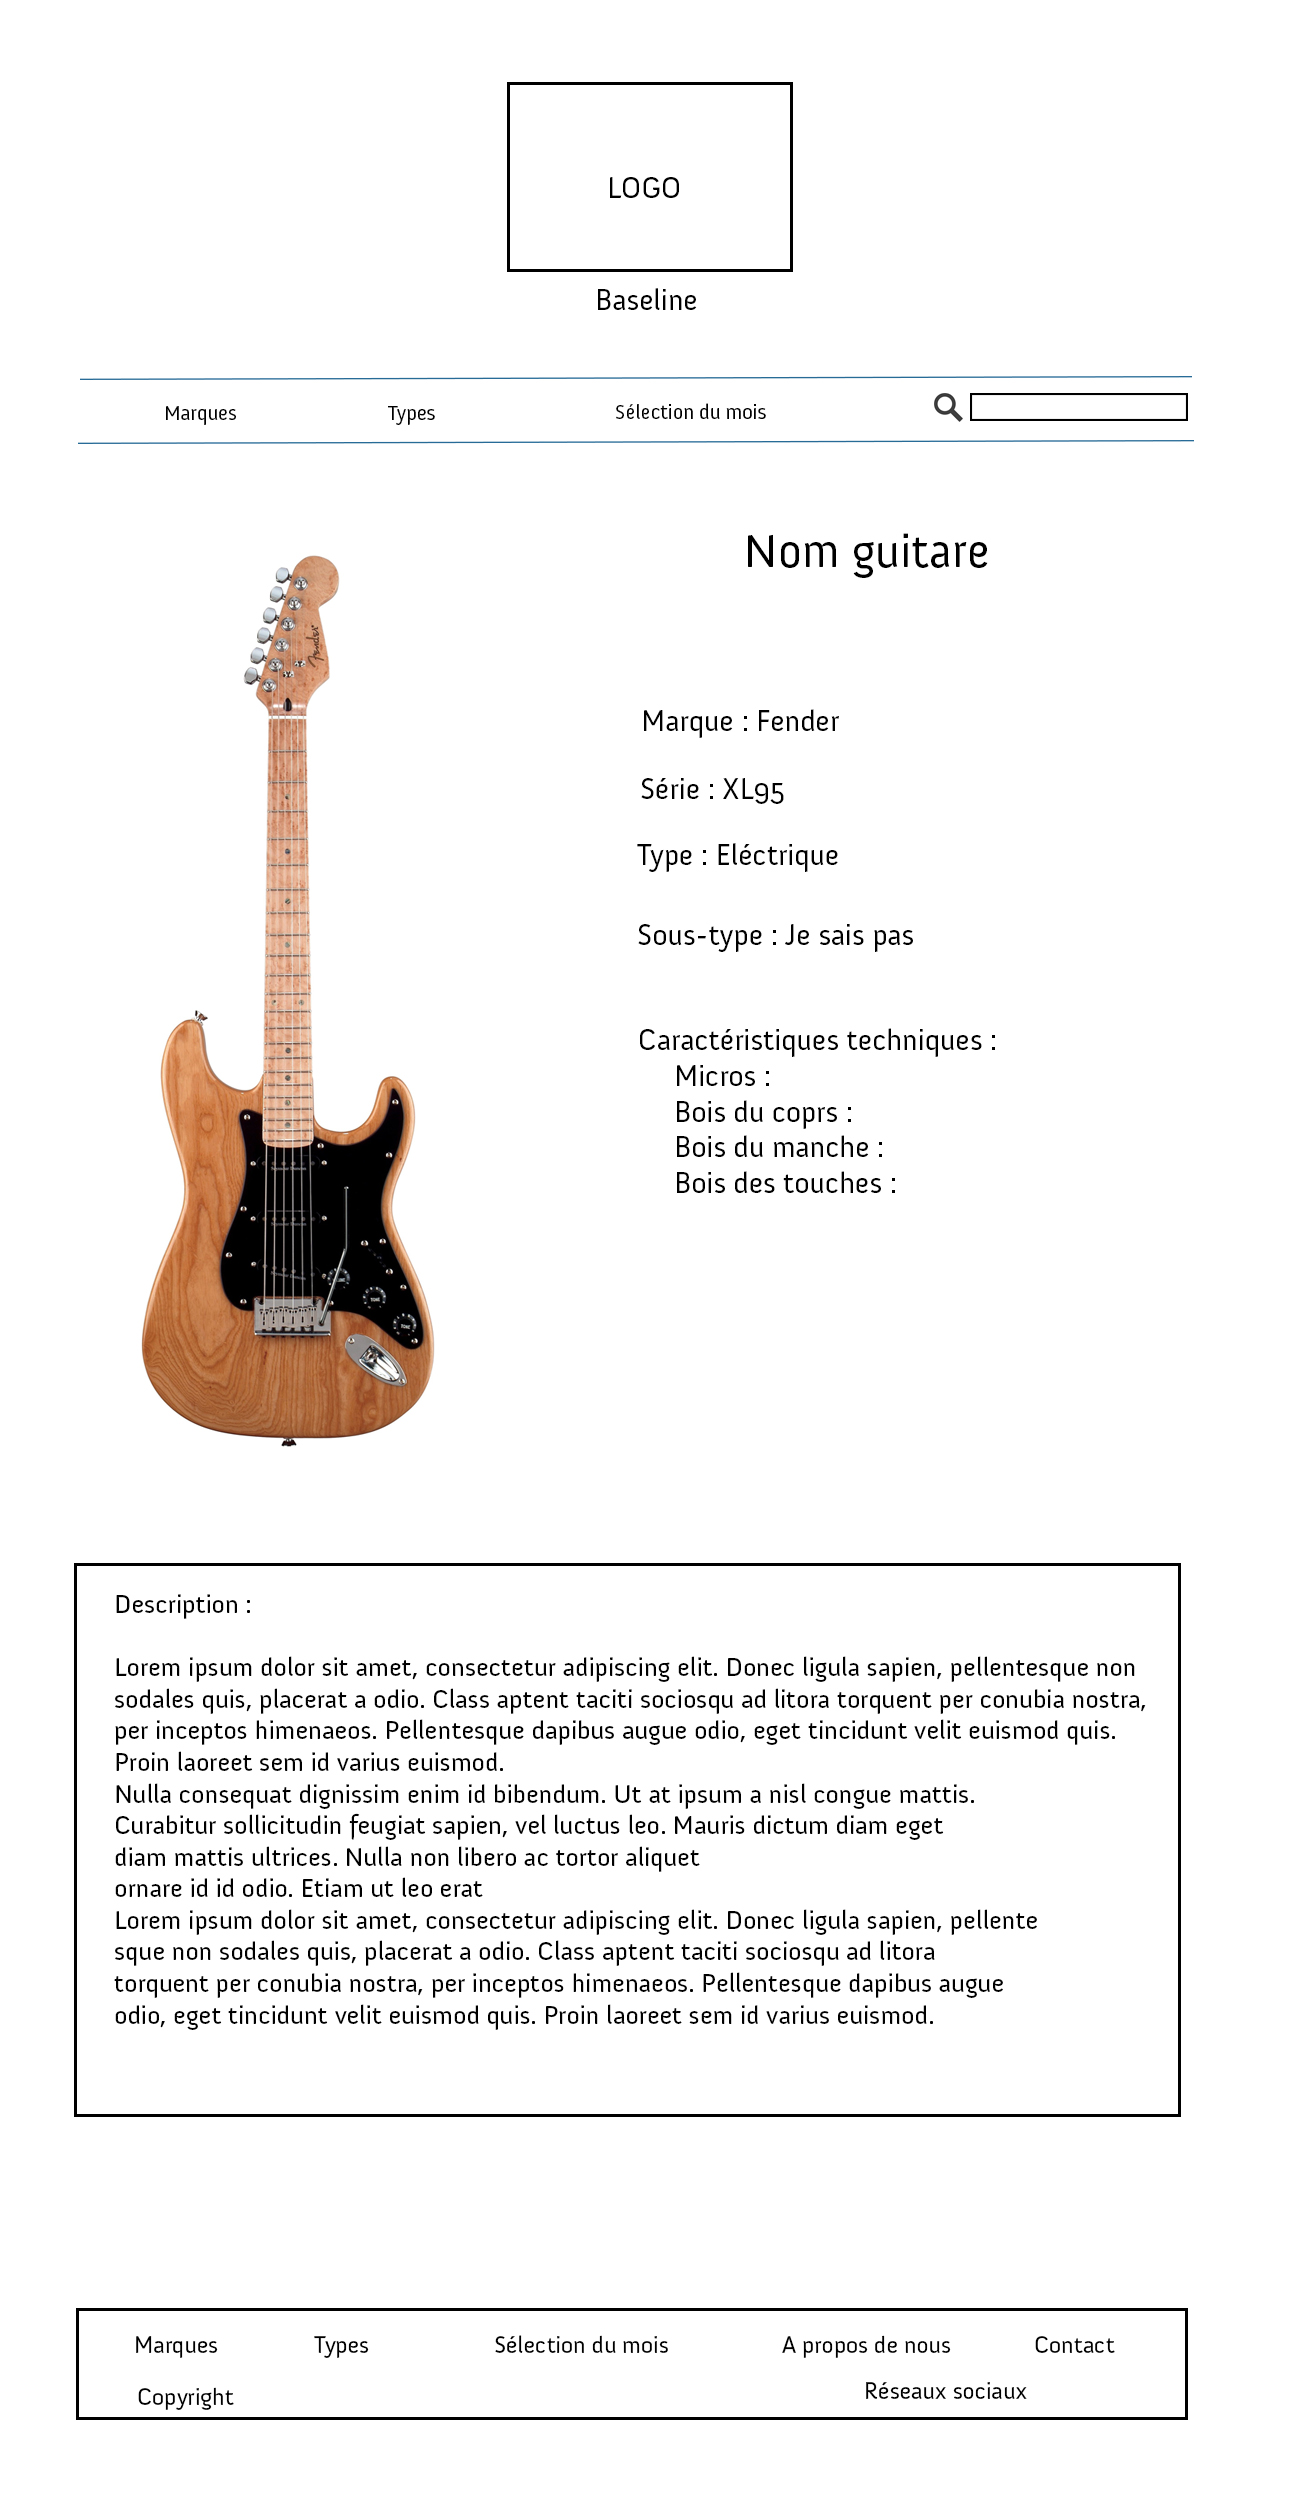 LOGO
Baseline
Marques
Types
Sélection du mois
Nom guitare
Fender
Marque : Fender
Série : XL95
Type : Eléctrique
Sous-type : Je sais pas
Caractéristiques techniques :
Micros :
Bois du coprs :
Bois du manche :
Bois des touches :
TONE
TONE
Description :
Lorem ipsum dolor sit amet, consectetur adipiscing elit. Donec ligula sapien, pellentesque non
sodales quis, placerat a odio. Class aptent taciti sociosqu ad litora torquent per conubia nostra,
per inceptos himenaeos. Pellentesque dapibus augue odio, eget tincidunt velit euismod quis.
Proin laoreet sem id varius euismod.
Nulla consequat dignissim enim id bibendum. Ut at ipsum a nisl congue mattis.
Curabitur sollicitudin feugiat sapien, vel luctus leo. Mauris dictum diam eget
diam mattis ultrices. Nulla non libero ac tortor aliquet
ornare id id odio. Etiam ut leo erat
Lorem ipsum dolor sit amet, consectetur adipiscing elit. Donec ligula sapien, pellente
sque non sodales quis, placerat a odio. Class aptent taciti sociosqu ad litora
torquent per conubia nostra, per inceptos himenaeos. Pellentesque dapibus augue
odio, eget tincidunt velit euismod quis. Proin laoreet sem id varius euismod.
Marques
Types
Sélection du mois
A propos de nous
Contact
Copyright
Réseaux sociaux